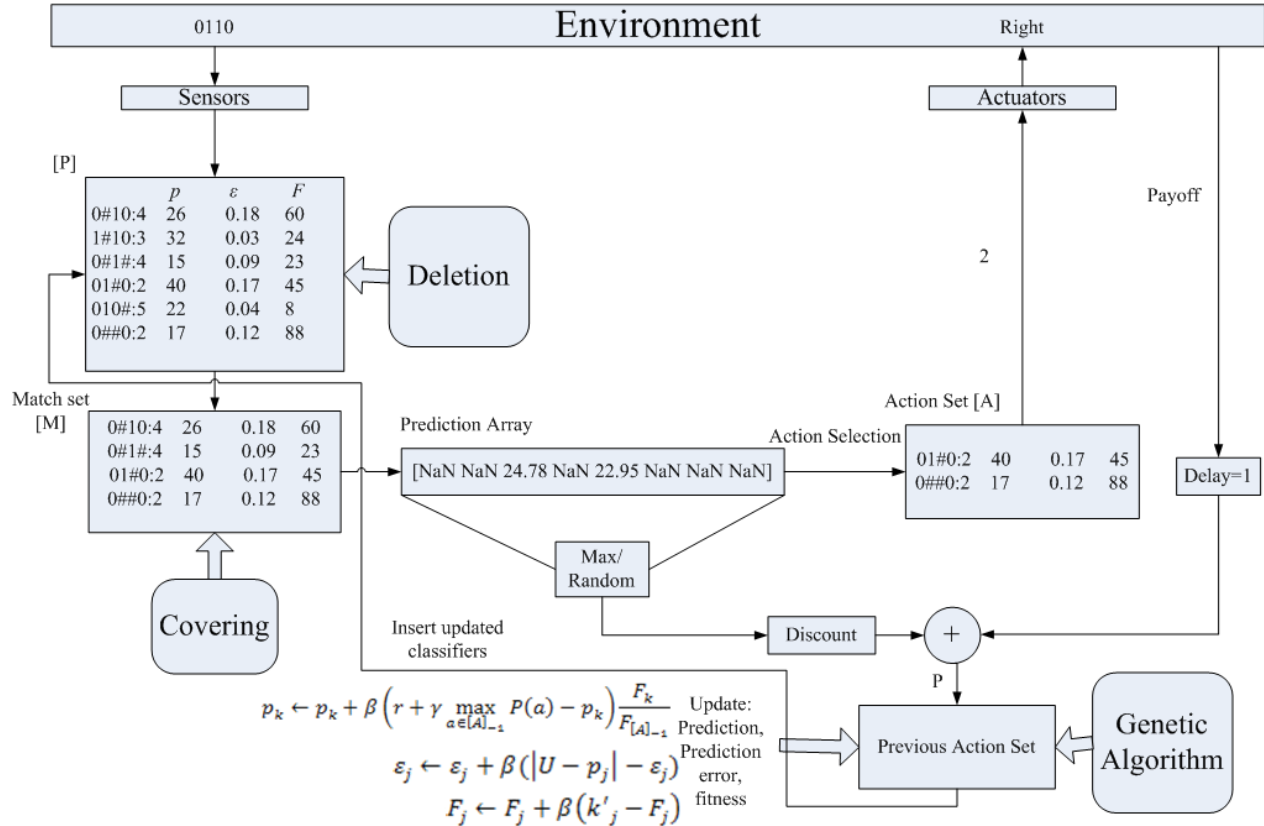 Environment
0110
Right
Sensors
Actuators
[P]
p ε F
0#10:4 26 0.18 60
1#10:3 32 0.03 24
0#1#:4 15 0.09 23
01#0:2 40 0.17 45
010#:5 22 0.04 8
0##0:2 17 0.12 88
Deletion
2
Payoff
Match set
[M]
0#10:4 26 0.18 60
0#1#:4 15 0.09 23
01#0:2 40 0.17 45
0##0:2 17 0.12 88
Prediction Array
[NaN NaN 24.78 NaN 22.95 NaN NaN NaN]
Action Selection
Action Set [A]
01#0:2 40 0.17 45
0##0:2 17 0.12 88
Delay=1
Max/
Random
Covering
Insert updated
classifiers
Discount
+
P
p_k ← p_k + β(r + γ max_{a∈[A]_{-1}} P(a) − p_k) F_k / F_{[A]_{-1}}
ε_j ← ε_j + β(|U − p_j| − ε_j)
F_j ← F_j + β(k'_j − F_j)
Update:
Prediction,
Prediction
error,
fitness
Previous Action Set
Genetic
Algorithm